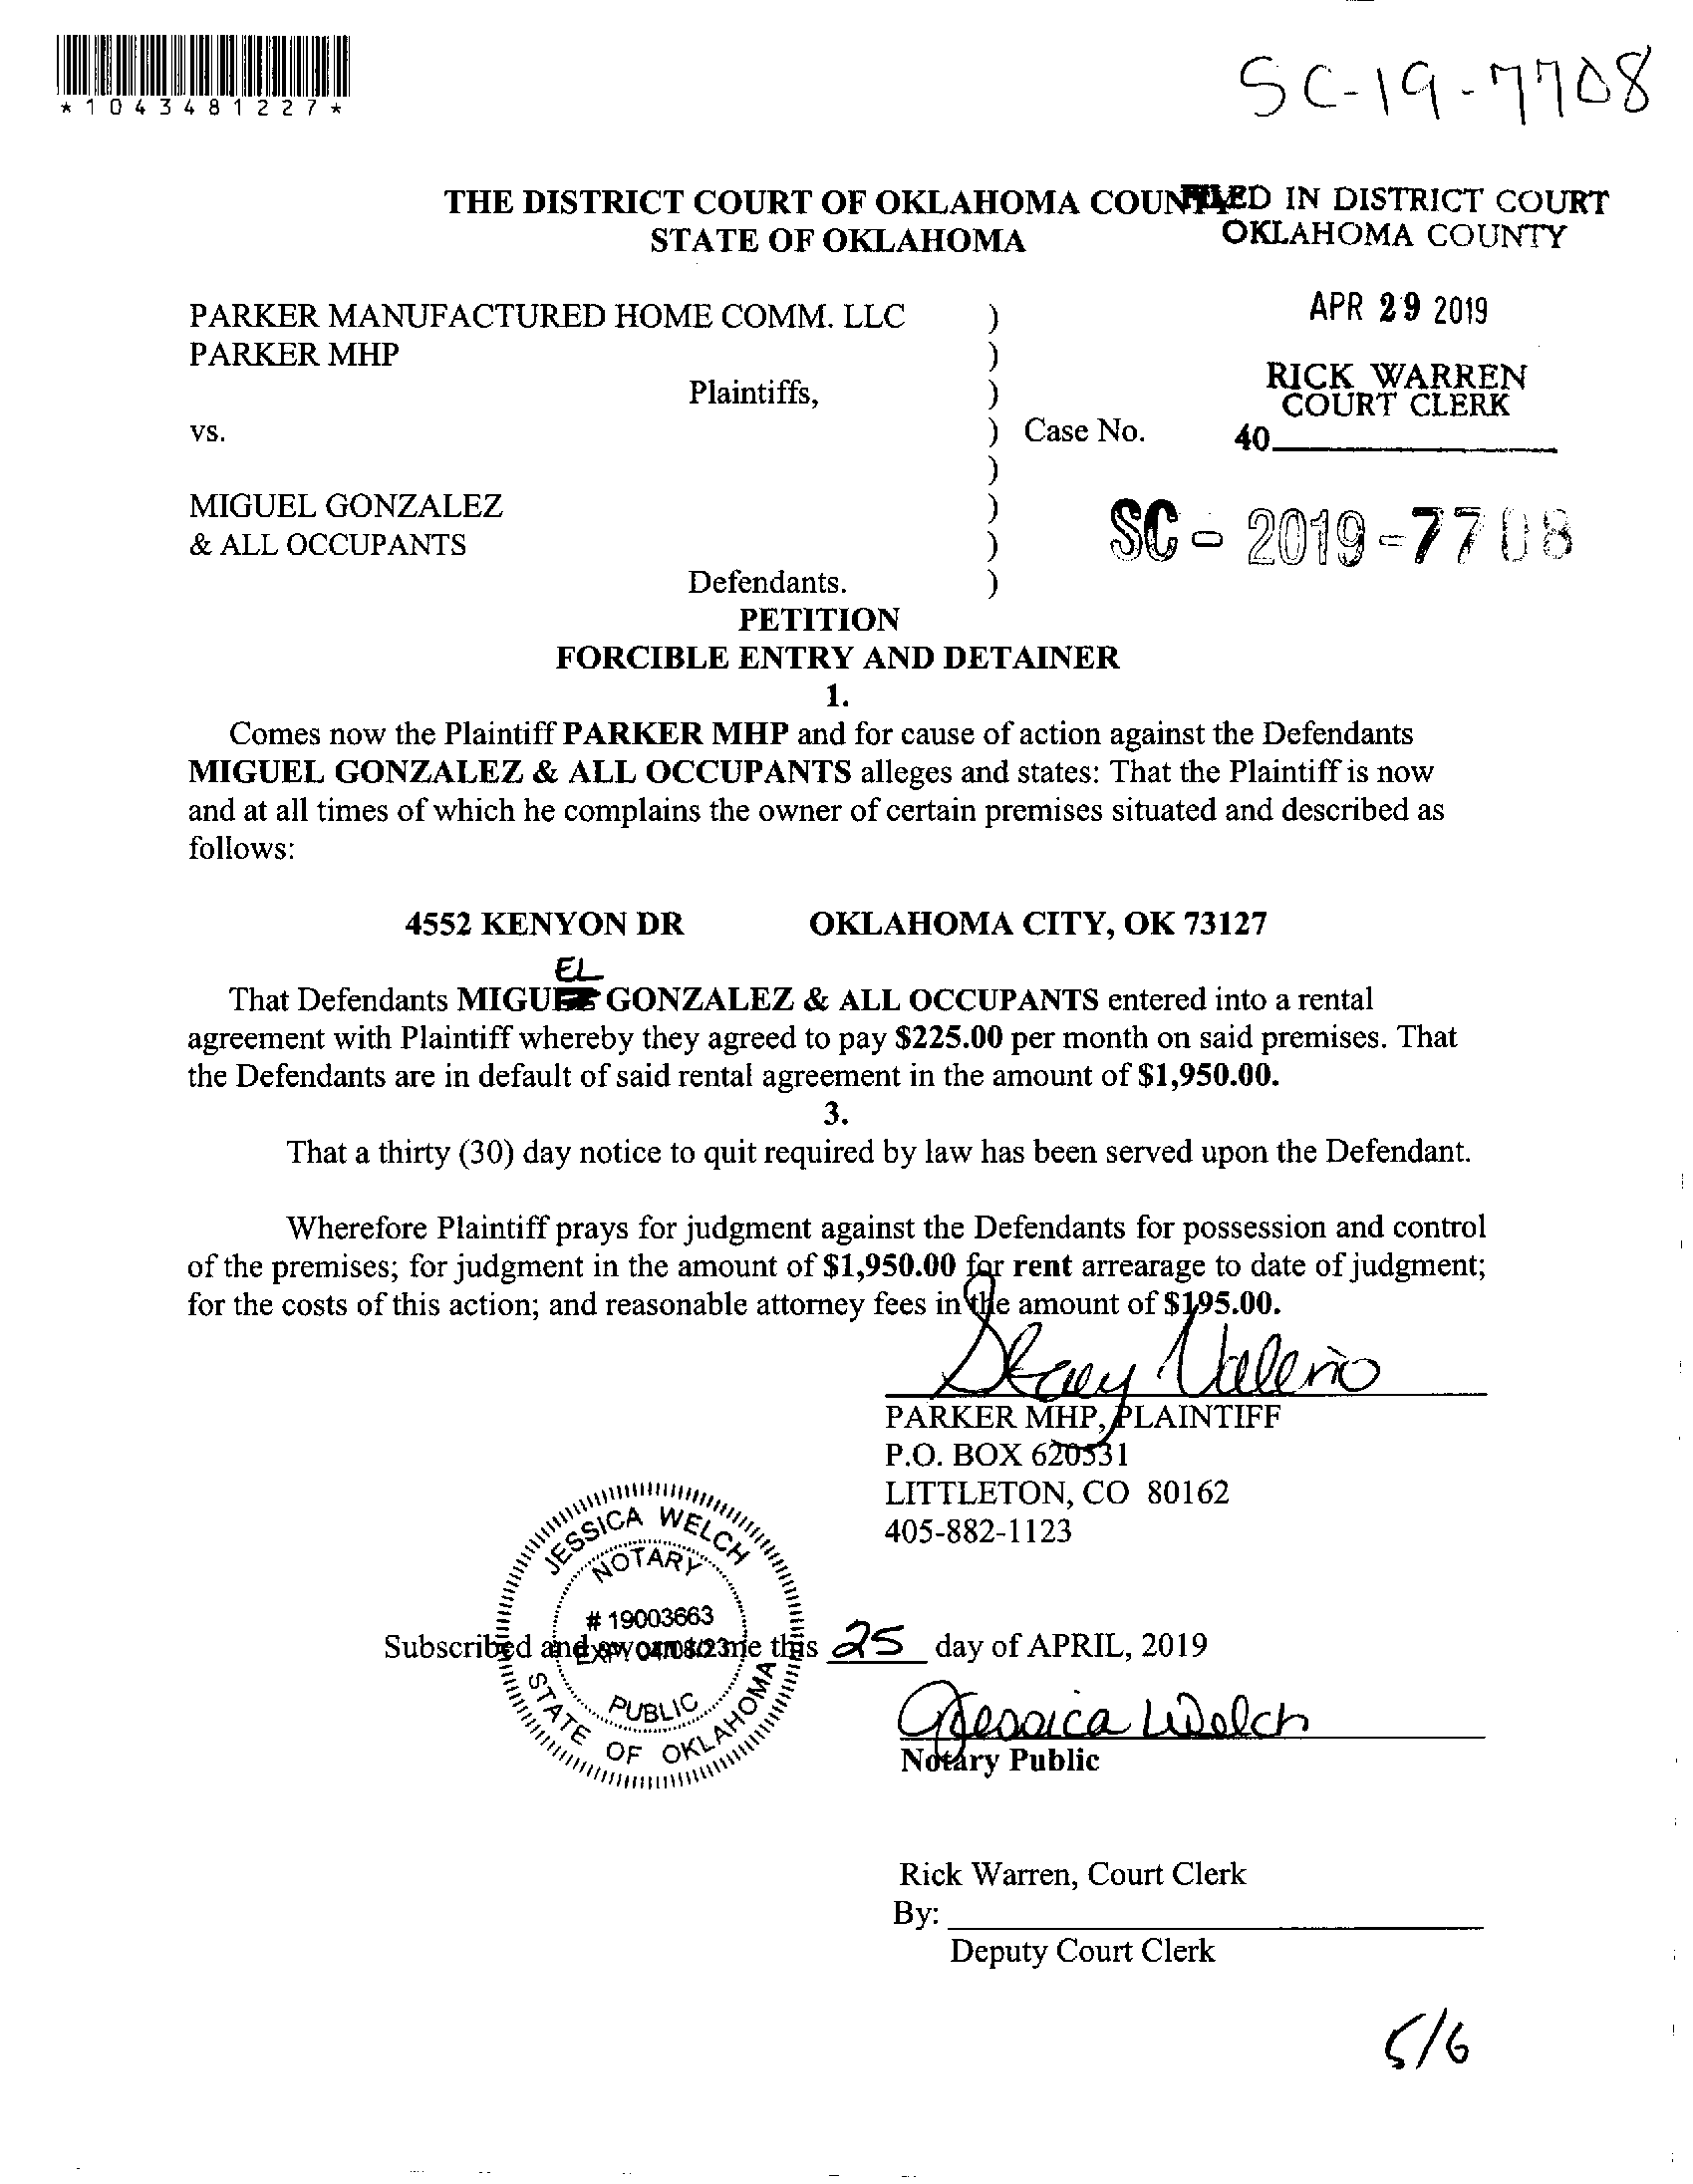 *1043481227*
SC-19-7708
THE DISTRICT COURT OF OKLAHOMA COUNTY
STATE OF OKLAHOMA
FILED IN DISTRICT COURT
OKLAHOMA COUNTY
APR 29 2019
RICK WARREN
COURT CLERK
40
PARKER MANUFACTURED HOME COMM. LLC )
PARKER MHP )
Plaintiffs, )
vs. ) Case No.
)
MIGUEL GONZALEZ )
& ALL OCCUPANTS )
Defendants. )
SC - 2019 - 7708
PETITION
FORCIBLE ENTRY AND DETAINER
1.
Comes now the Plaintiff PARKER MHP and for cause of action against the Defendants
MIGUEL GONZALEZ & ALL OCCUPANTS alleges and states: That the Plaintiff is now
and at all times of which he complains the owner of certain premises situated and described as
follows:
4552 KENYON DR OKLAHOMA CITY, OK 73127
EL
That Defendants MIGU GONZALEZ & ALL OCCUPANTS entered into a rental
agreement with Plaintiff whereby they agreed to pay $225.00 per month on said premises. That
the Defendants are in default of said rental agreement in the amount of $1,950.00.
3.
That a thirty (30) day notice to quit required by law has been served upon the Defendant.
Wherefore Plaintiff prays for judgment against the Defendants for possession and control
of the premises; for judgment in the amount of $1,950.00 for rent arrearage to date of judgment;
for the costs of this action; and reasonable attorney fees in the amount of $195.00.
Stacy Valerio
PARKER MHP, PLAINTIFF
P.O. BOX 620531
LITTLETON, CO 80162
405-882-1123
JESSICA WELCH
NOTARY
# 19003663
EXP. 04/08/23
PUBLIC
STATE OF OKLAHOMA
Subscribed and sworn to me this 25 day of APRIL, 2019
Jessica Welch
Notary Public
Rick Warren, Court Clerk
By:
Deputy Court Clerk
5/6